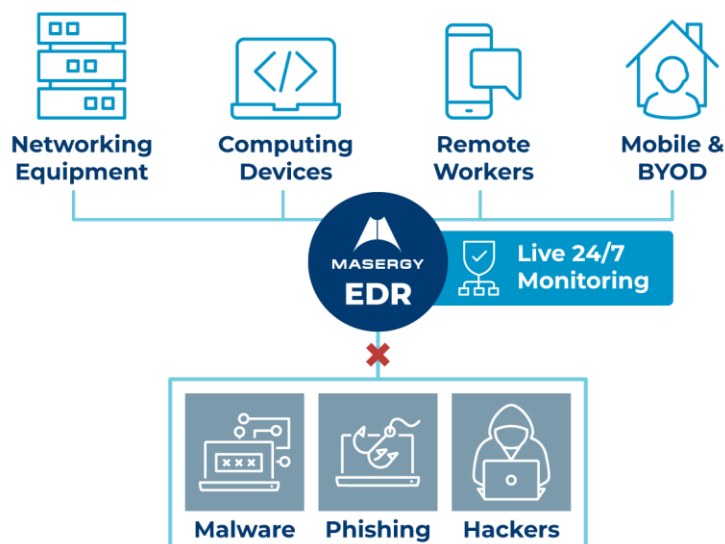 Networking
Equipment
Computing
Devices
Remote
Workers
Mobile &
BYOD
MASERGY
EDR
Live 24/7
Monitoring
Malware
Phishing
Hackers